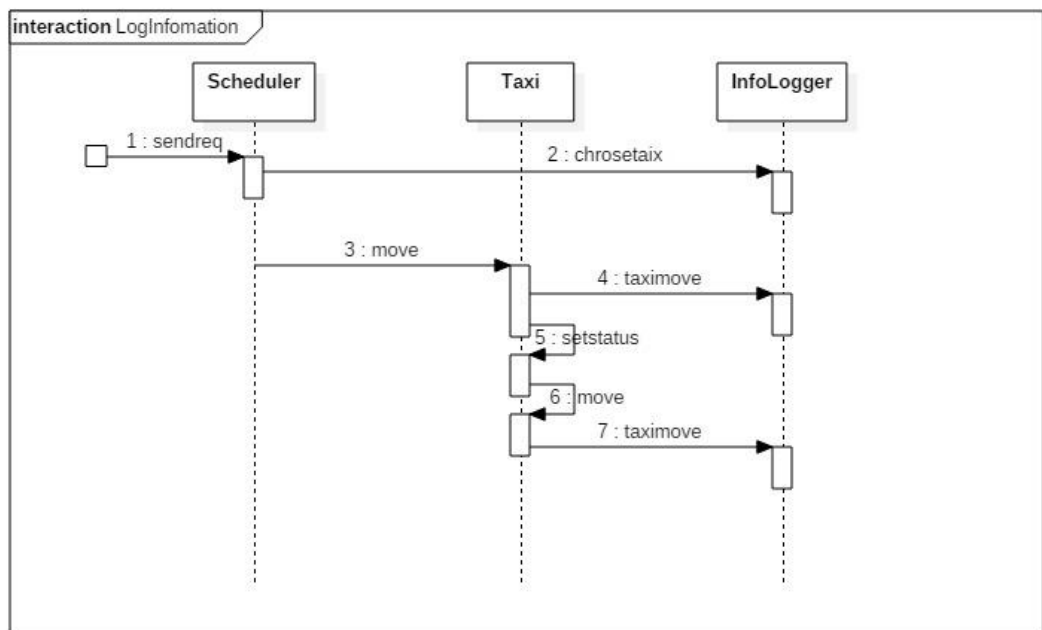 interaction LogInfomation
Scheduler
Taxi
InfoLogger
1 : sendreq
2 : chrosetaix
3 : move
4 : taximove
5 : setstatus
6 : move
7 : taximove